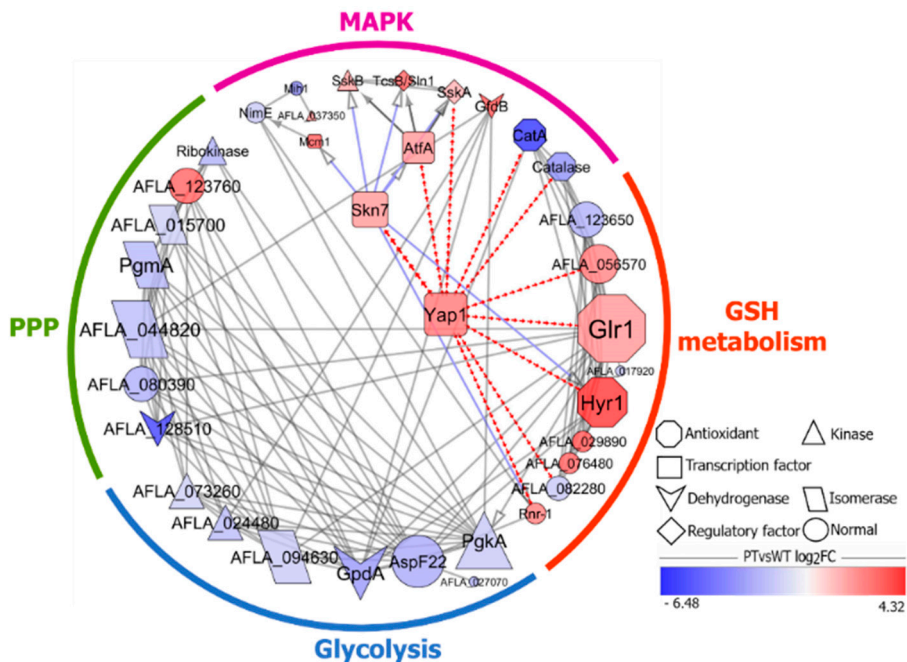 MAPK
SskB
TcsB/Sln1
SskA
GfdB
Mih1
NimE
AFLA_037350
Mcm1
AtfA
CatA
Catalase
Ribokinase
AFLA_123760
AFLA_015700
PgmA
AFLA_044820
AFLA_080390
AFLA_128510
PPP
Skn7
Yap1
AFLA_123650
AFLA_056570
Glr1
AFLA_017920
Hyr1
AFLA_029890
AFLA_076480
AFLA_082280
Rnr-1
GSH
metabolism
AFLA_073260
AFLA_024480
AFLA_094630
GpdA
AspF22
PgkA
AFLA_027070
Glycolysis
Antioxidant
Kinase
Transcription factor
Dehydrogenase
Isomerase
Regulatory factor
Normal
PTvsWT log2FC
- 6.48
4.32